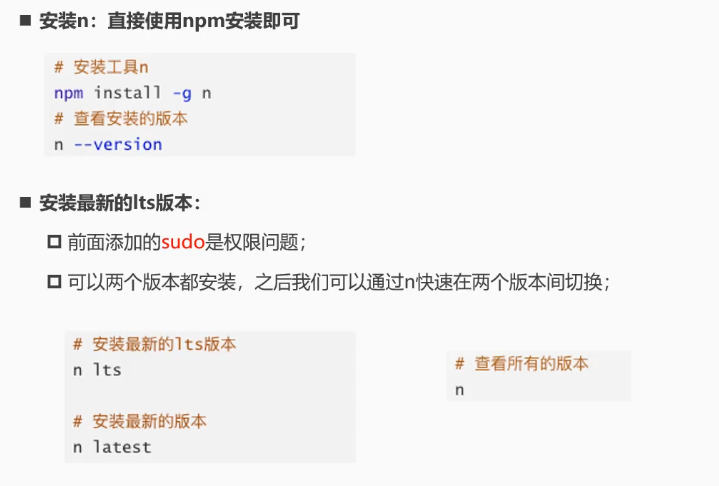 安装n：直接使用npm安装即可
# 安装工具n
npm install -g n
# 查看安装的版本
n --version
安装最新的lts版本：
前面添加的sudo是权限问题；
可以两个版本都安装，之后我们可以通过n快速在两个版本间切换；
# 安装最新的lts版本
n lts
# 安装最新的版本
n latest
# 查看所有的版本
n